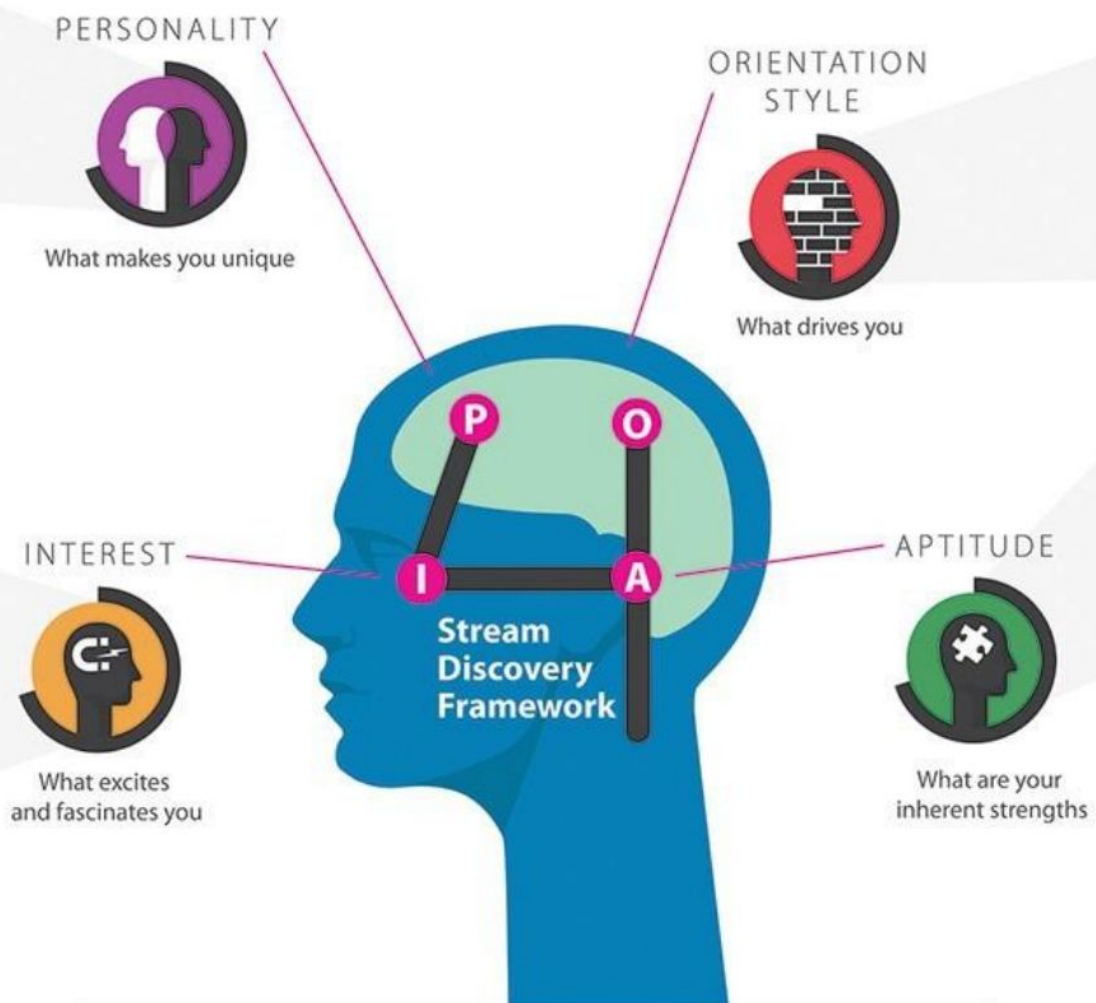 PERSONALITY
What makes you unique
ORIENTATION
STYLE
What drives you
P
O
INTEREST
I
A
APTITUDE
Stream
Discovery
Framework
What excites
and fascinates you
What are your
inherent strengths